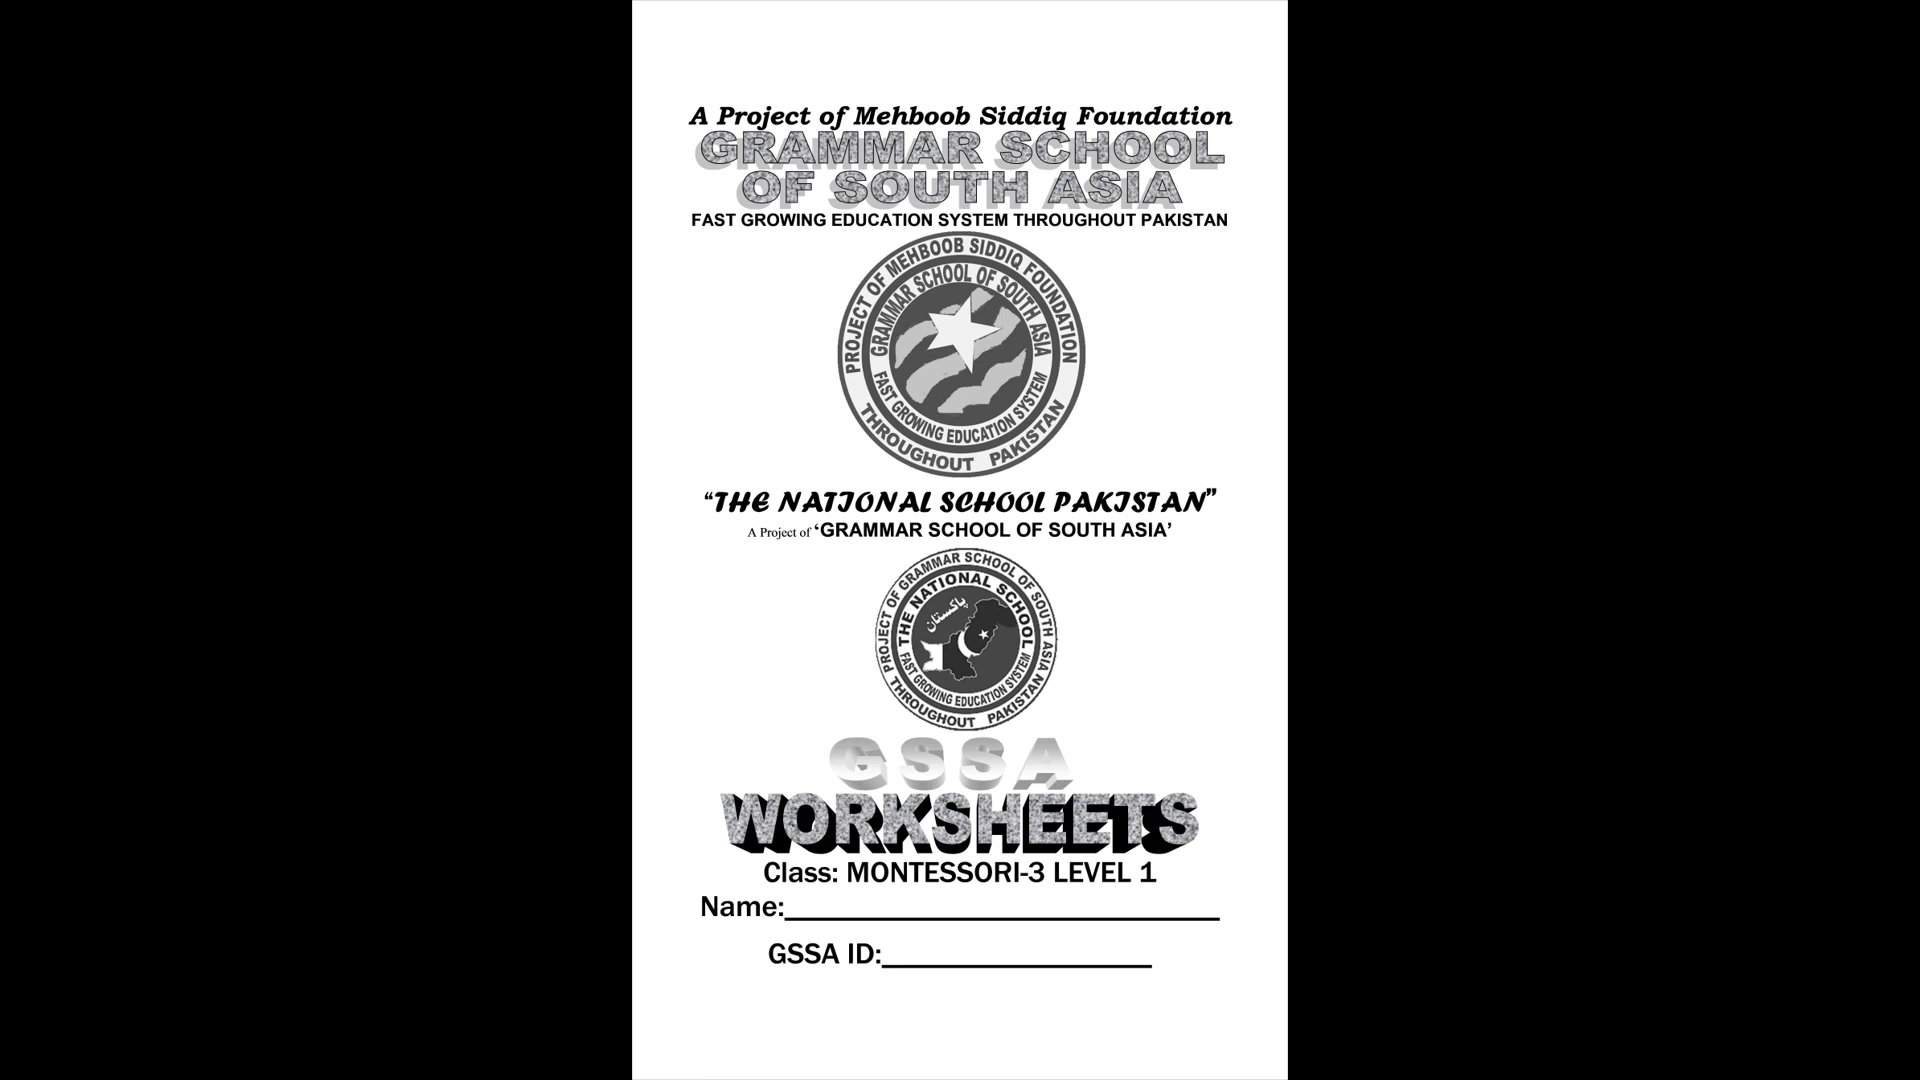 A Project of Mehboob Siddiq Foundation
GRAMMAR SCHOOL
OF SOUTH ASIA
FAST GROWING EDUCATION SYSTEM THROUGHOUT PAKISTAN
PROJECT OF MEHBOOB SIDDIQ FOUNDATION
GRAMMAR SCHOOL OF SOUTH ASIA
FAST GROWING EDUCATION SYSTEM
THROUGHOUT PAKISTAN
“THE NATIONAL SCHOOL PAKISTAN”
A Project of ‘GRAMMAR SCHOOL OF SOUTH ASIA’
PROJECT OF GRAMMAR SCHOOL OF SOUTH ASIA
THE NATIONAL SCHOOL
پاکستان
FAST GROWING EDUCATION SYSTEM
THROUGHOUT PAKISTAN
GSSA
WORKSHEETS
Class: MONTESSORI-3 LEVEL 1
Name:____________________________
GSSA ID:__________________